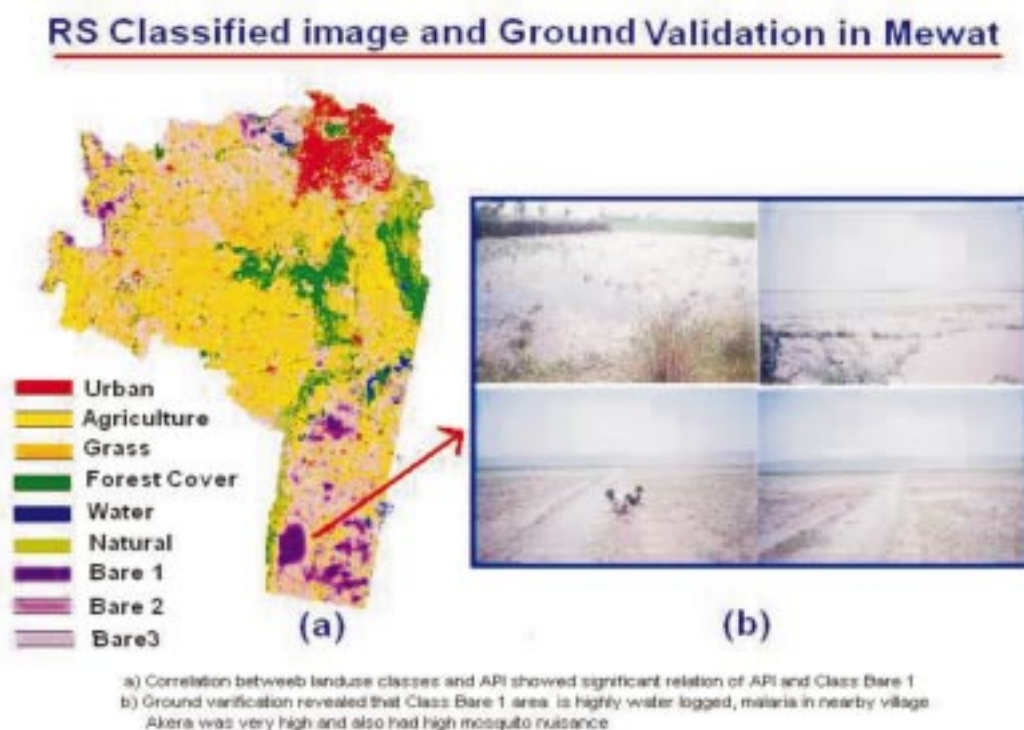 RS Classified image and Ground Validation in Mewat
Urban
Agriculture
Grass
Forest Cover
Water
Natural
Bare 1
Bare 2
Bare3
(a)
(b)
a) Correlation betweeb landuse classes and API showed significant relation of API and Class Bare 1
b) Ground varification revealed that Class Bare 1 area is highly water logged, malaria in nearby village
Akera was very high and also had high mosquito nuisance